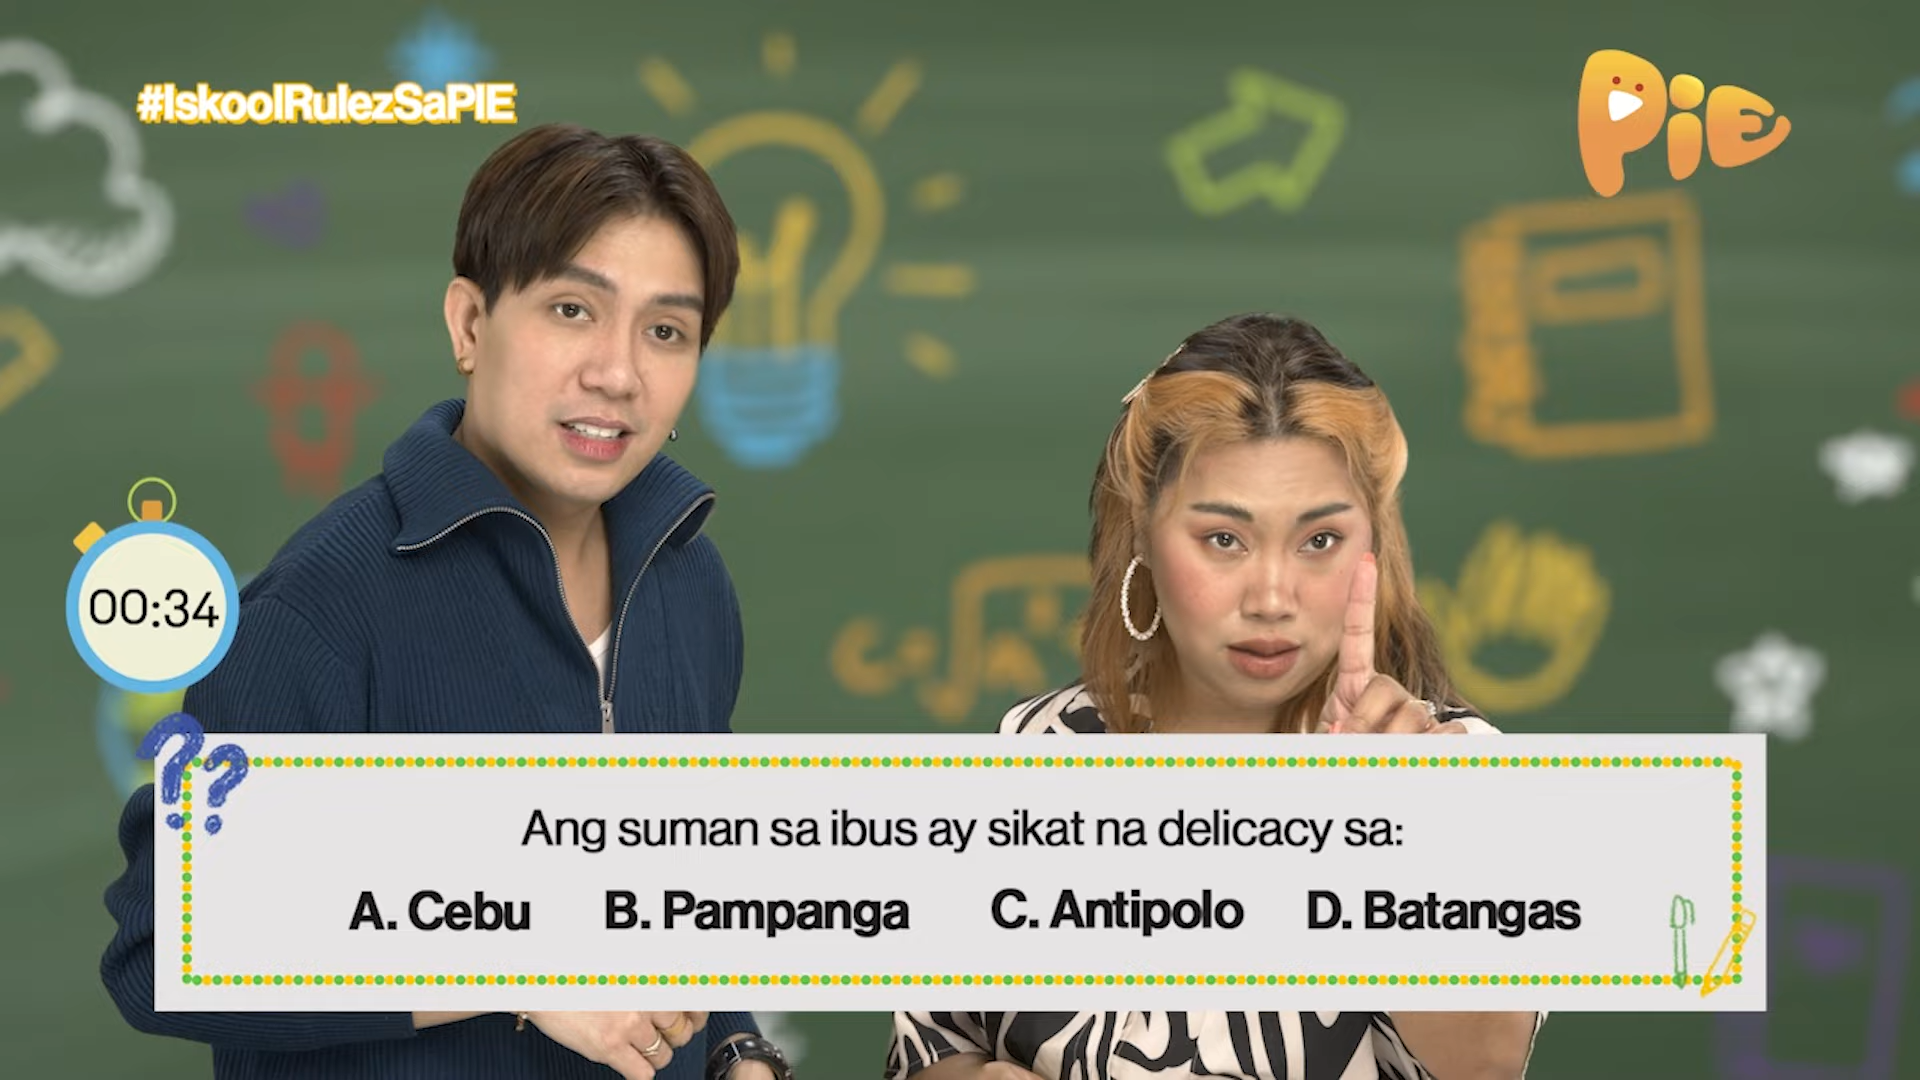 #IskoolRulezSaPIE
PiE
00:34
??
Ang suman sa ibus ay sikat na delicacy sa:
A. Cebu B. Pampanga C. Antipolo D. Batangas